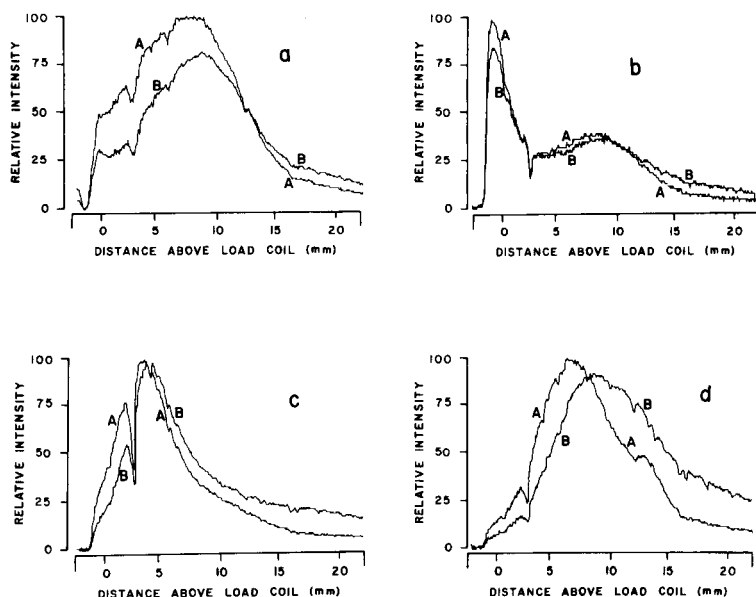 100
75
50
25
0
RELATIVE INTENSITY
A
B
a
B
A
0 5 10 15 20
DISTANCE ABOVE LOAD COIL (mm)
100
75
50
25
0
RELATIVE INTENSITY
A
B
b
A
B
B
A
0 5 10 15 20
DISTANCE ABOVE LOAD COIL (mm)
100
75
50
25
0
RELATIVE INTENSITY
A
B
A
B
c
0 5 10 15 20
DISTANCE ABOVE LOAD COIL (mm)
100
75
50
25
0
RELATIVE INTENSITY
A
B
B
A
d
0 5 10 15 20
DISTANCE ABOVE LOAD COIL (mm)